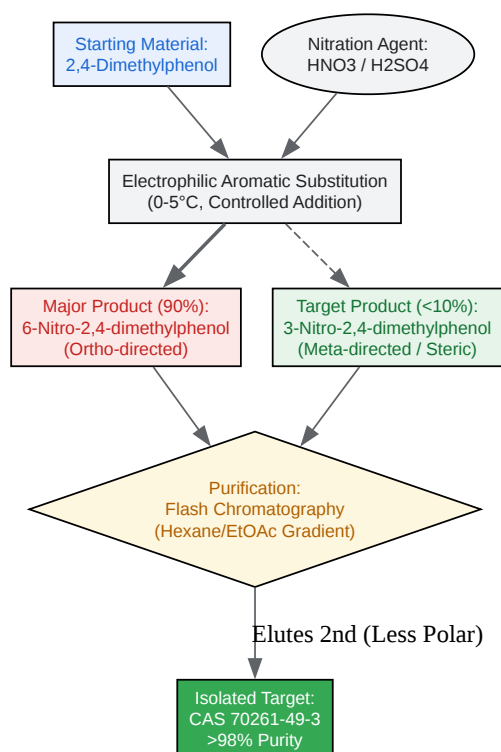 Starting Material:
2,4-Dimethylphenol
Nitration Agent:
HNO3 / H2SO4
Electrophilic Aromatic Substitution
(0-5°C, Controlled Addition)
Major Product (90%):
6-Nitro-2,4-dimethylphenol
(Ortho-directed)
Target Product (<10%):
3-Nitro-2,4-dimethylphenol
(Meta-directed / Steric)
Purification:
Flash Chromatography
(Hexane/EtOAc Gradient)
Elutes 2nd (Less Polar)
Isolated Target:
CAS 70261-49-3
>98% Purity